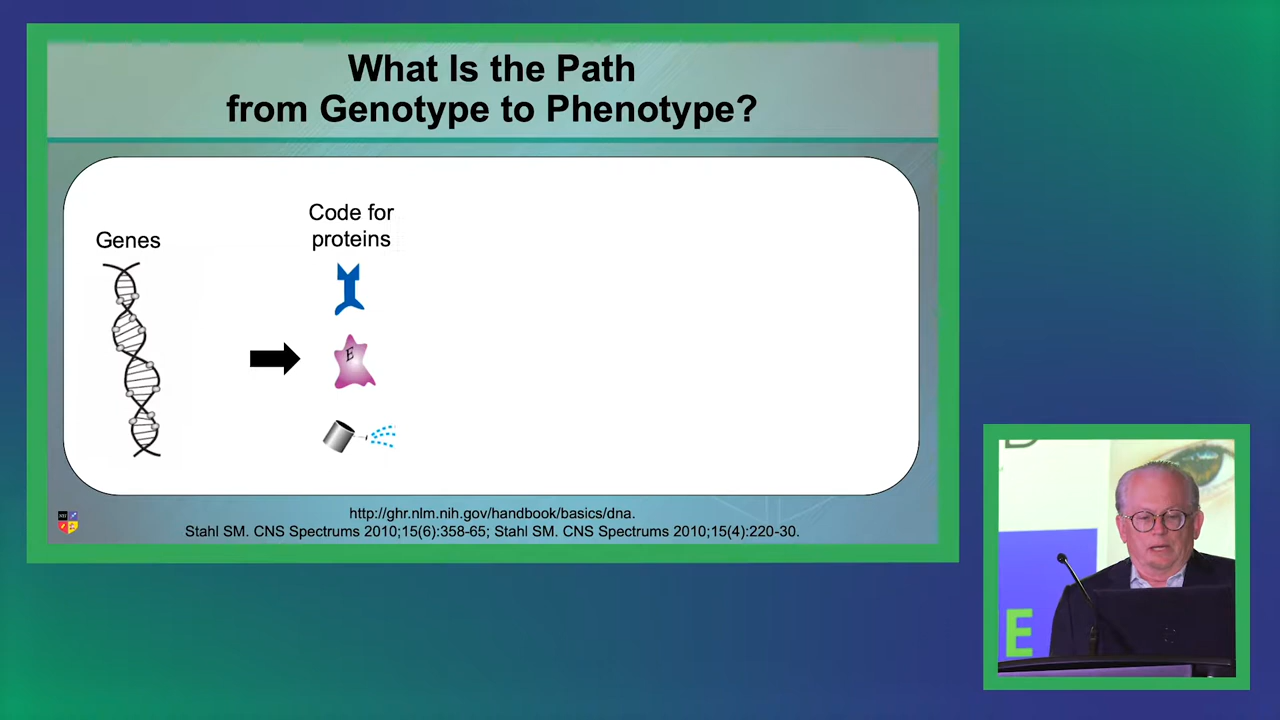 What Is the Path
from Genotype to Phenotype?
Code for
proteins
Genes
E
http://ghr.nlm.nih.gov/handbook/basics/dna.
Stahl SM. CNS Spectrums 2010;15(6):358-65; Stahl SM. CNS Spectrums 2010;15(4):220-30.
E